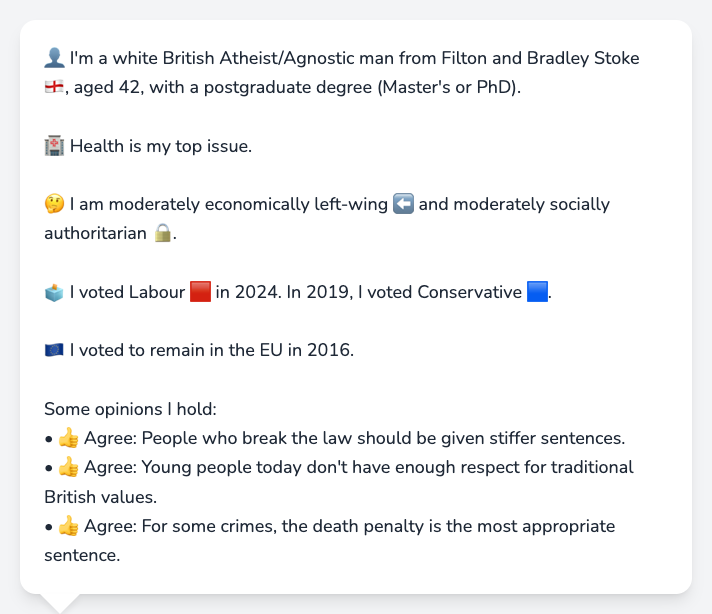 👤 I'm a white British Atheist/Agnostic man from Filton and Bradley Stoke
🏴󠁧󠁢󠁥󠁮󠁧󠁿, aged 42, with a postgraduate degree (Master's or PhD).
🏥 Health is my top issue.
🤔 I am moderately economically left-wing ⬅️ and moderately socially
authoritarian 🔒.
🗳️ I voted Labour 🟥 in 2024. In 2019, I voted Conservative 🟦.
🇪🇺 I voted to remain in the EU in 2016.
Some opinions I hold:
• 👍 Agree: People who break the law should be given stiffer sentences.
• 👍 Agree: Young people today don't have enough respect for traditional
British values.
• 👍 Agree: For some crimes, the death penalty is the most appropriate
sentence.